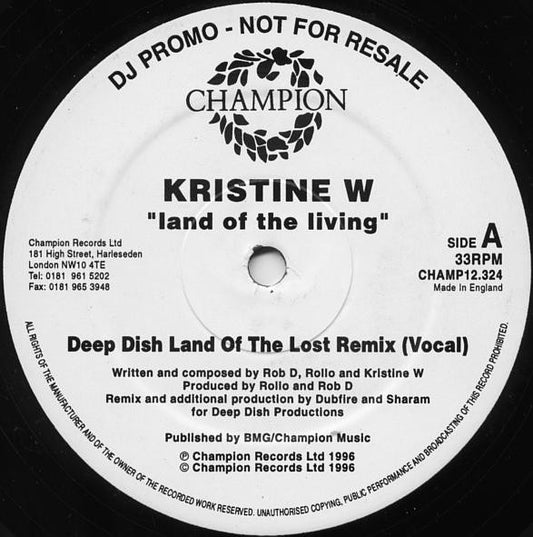 DJ PROMO - NOT FOR RESALE
CHAMPION
KRISTINE W
"land of the living"
Champion Records Ltd
181 High Street, Harleseden
London NW10 4TE
Tel: 0181 961 5202
Fax: 0181 965 3948
SIDE A
33RPM
CHAMP12.324
Made In England
Deep Dish Land Of The Lost Remix (Vocal)
Written and composed by Rob D, Rollo and Kristine W
Produced by Rollo and Rob D
Remix and additional production by Dubfire and Sharam
for Deep Dish Productions
Published by BMG/Champion Music
℗ Champion Records Ltd 1996
© Champion Records Ltd 1996
ALL RIGHTS OF THE MANUFACTURER AND OF THE OWNER OF THE RECORDED WORK RESERVED. UNAUTHORISED COPYING, PUBLIC PERFORMANCE AND BROADCASTING OF THIS RECORD PROHIBITED.